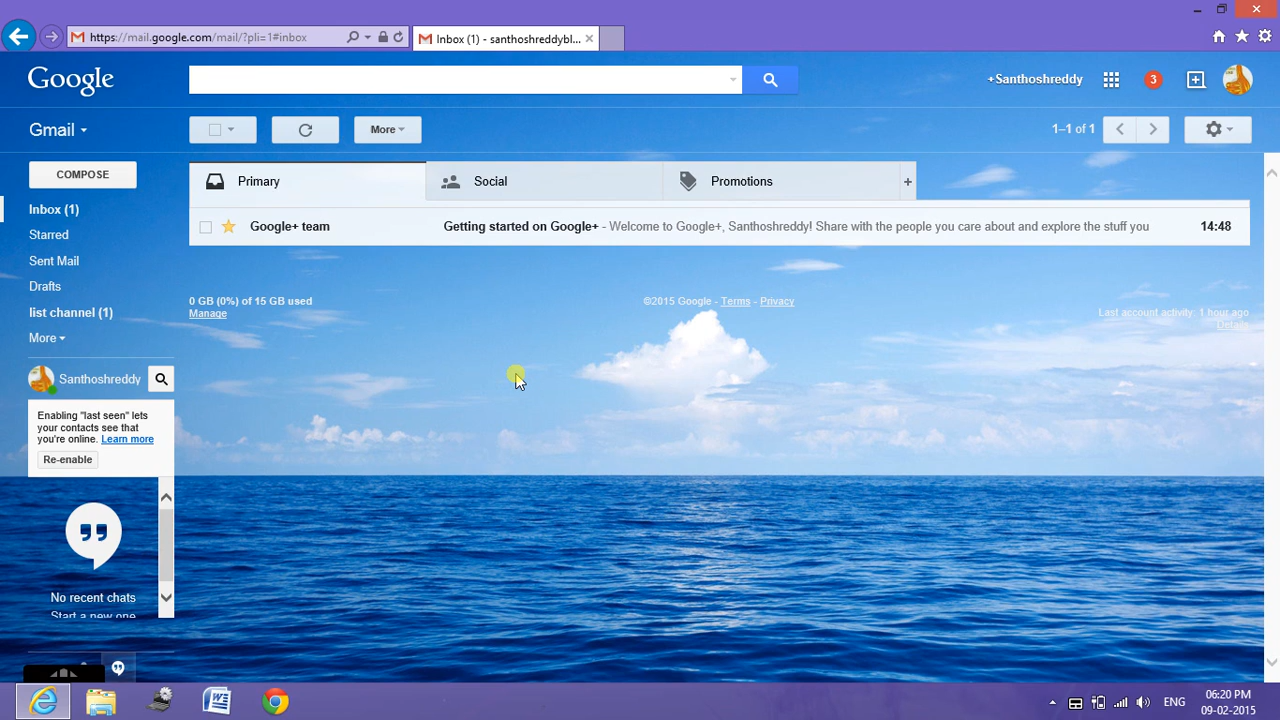 https://mail.google.com/mail/?pli=1#inbox
Inbox (1) - santhoshreddybl...
Google
+Santhoshreddy
3
Gmail
More
1–1 of 1
COMPOSE
Primary
Social
Promotions
+
Inbox (1)
Google+ team
Getting started on Google+ - Welcome to Google+, Santhoshreddy! Share with the people you care about and explore the stuff you
14:48
Starred
Sent Mail
Drafts
list channel (1)
More
0 GB (0%) of 15 GB used
Manage
©2015 Google - Terms - Privacy
Last account activity: 1 hour ago
Details
Santhoshreddy
Enabling "last seen" lets
your contacts see that
you're online. Learn more
Re-enable
No recent chats
Start a new one
ENG
06:20 PM
09-02-2015